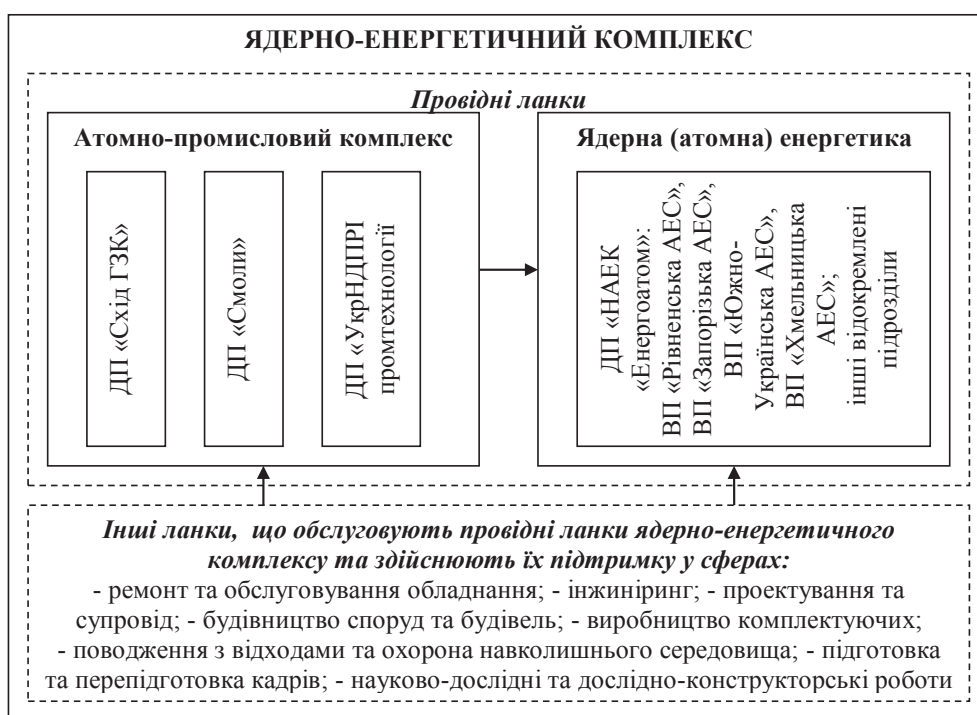 ЯДЕРНО-ЕНЕРГЕТИЧНИЙ КОМПЛЕКС
Провідні ланки
Атомно-промисловий комплекс
ДП «Схід ГЗК»
ДП «Смоли»
ДП «УкрНДПРІ
промтехнології
Ядерна (атомна) енергетика
ДП «НАЕК
«Енергоатом»:
ВП «Рівненська АЕС»,
ВП «Запорізька АЕС»,
ВП «Южно-
Українська АЕС»,
ВП «Хмельницька
АЕС»;
інші відокремлені
підрозділи
Інші ланки, що обслуговують провідні ланки ядерно-енергетичного
комплексу та здійснюють їх підтримку у сферах:
- ремонт та обслуговування обладнання; - інжиніринг; - проектування та
супровід; - будівництво споруд та будівель; - виробництво комплектуючих;
- поводження з відходами та охорона навколишнього середовища; - підготовка
та перепідготовка кадрів; - науково-дослідні та дослідно-конструкторські роботи